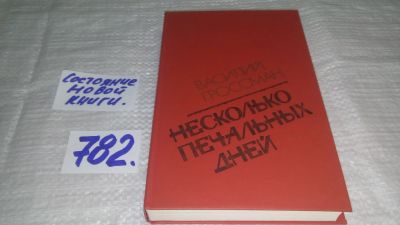 Состояние
новой
книги.
782.
ВАСИЛИЙ
ГРОССМАН
НЕСКОЛЬКО
ПЕЧАЛЬНЫХ
ДНЕЙ